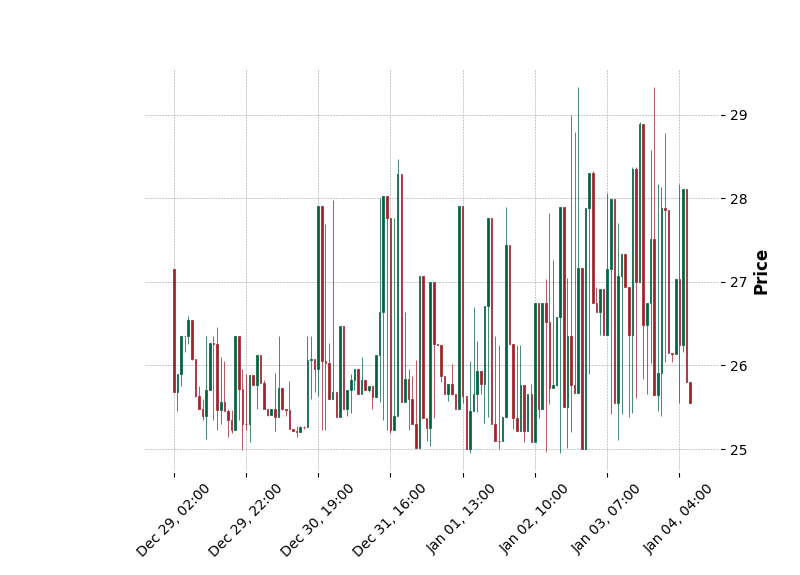 29
28
27
26
25
Price
Dec 29, 02:00
Dec 29, 22:00
Dec 30, 19:00
Dec 31, 16:00
Jan 01, 13:00
Jan 02, 10:00
Jan 03, 07:00
Jan 04, 04:00